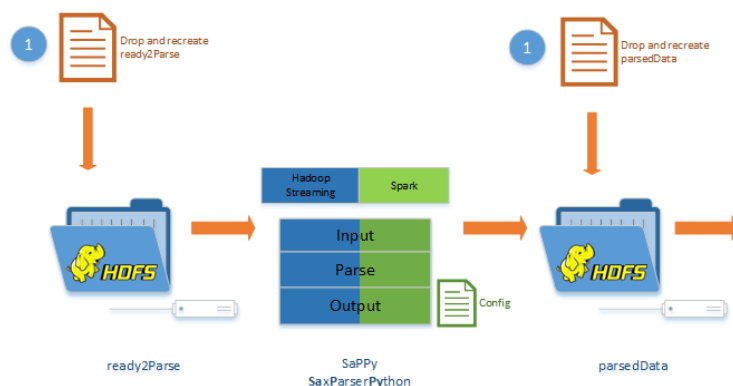 1
Drop and recreate
ready2Parse
1
Drop and recreate
parsedData
Hadoop
Streaming
Spark
Input
Parse
Output
Config
HDFS
HDFS
ready2Parse
SaPPy
SaxParserPython
parsedData